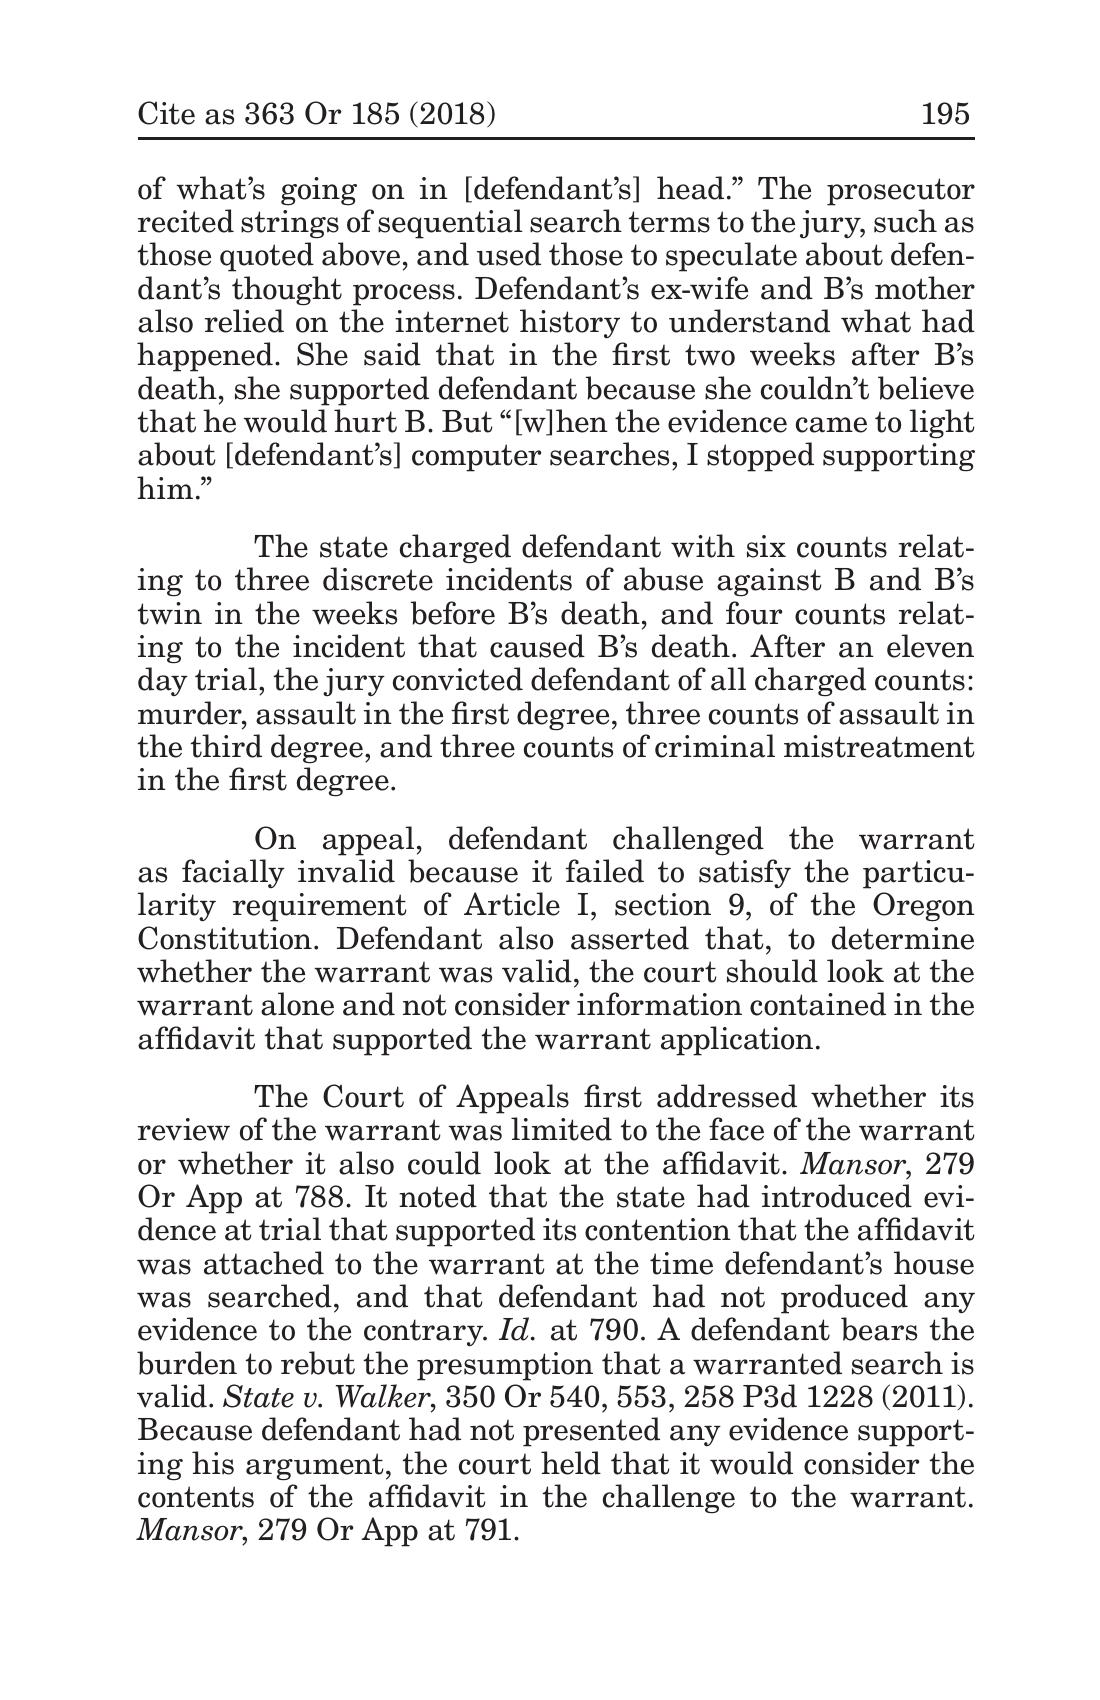 Cite as 363 Or 185 (2018) 195
of what’s going on in [defendant’s] head.” The prosecutor
recited strings of sequential search terms to the jury, such as
those quoted above, and used those to speculate about defen-
dant’s thought process. Defendant’s ex-wife and B’s mother
also relied on the internet history to understand what had
happened. She said that in the first two weeks after B’s
death, she supported defendant because she couldn’t believe
that he would hurt B. But “[w]hen the evidence came to light
about [defendant’s] computer searches, I stopped supporting
him.”
The state charged defendant with six counts relat-
ing to three discrete incidents of abuse against B and B’s
twin in the weeks before B’s death, and four counts relat-
ing to the incident that caused B’s death. After an eleven
day trial, the jury convicted defendant of all charged counts:
murder, assault in the first degree, three counts of assault in
the third degree, and three counts of criminal mistreatment
in the first degree.
On appeal, defendant challenged the warrant
as facially invalid because it failed to satisfy the particu-
larity requirement of Article I, section 9, of the Oregon
Constitution. Defendant also asserted that, to determine
whether the warrant was valid, the court should look at the
warrant alone and not consider information contained in the
affidavit that supported the warrant application.
The Court of Appeals first addressed whether its
review of the warrant was limited to the face of the warrant
or whether it also could look at the affidavit. Mansor, 279
Or App at 788. It noted that the state had introduced evi-
dence at trial that supported its contention that the affidavit
was attached to the warrant at the time defendant’s house
was searched, and that defendant had not produced any
evidence to the contrary. Id. at 790. A defendant bears the
burden to rebut the presumption that a warranted search is
valid. State v. Walker, 350 Or 540, 553, 258 P3d 1228 (2011).
Because defendant had not presented any evidence support-
ing his argument, the court held that it would consider the
contents of the affidavit in the challenge to the warrant.
Mansor, 279 Or App at 791.